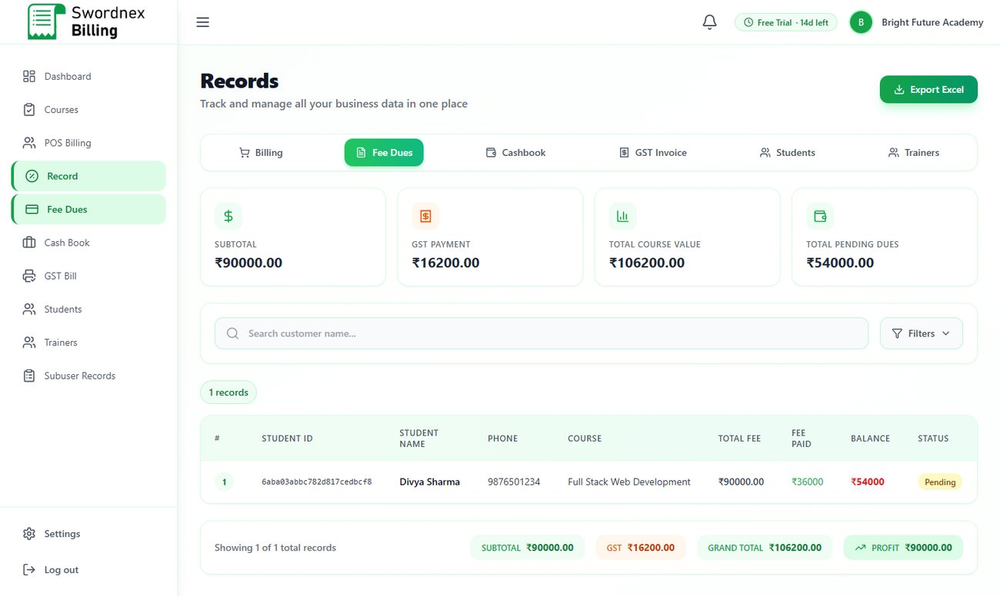 Swordnex
Billing
Free Trial · 14d left
B
Bright Future Academy
Dashboard
Courses
POS Billing
Record
Fee Dues
Cash Book
GST Bill
Students
Trainers
Subuser Records
Settings
Log out
Records
Track and manage all your business data in one place
Export Excel
Billing
Fee Dues
Cashbook
GST Invoice
Students
Trainers
SUBTOTAL
₹90000.00
GST PAYMENT
₹16200.00
TOTAL COURSE VALUE
₹106200.00
TOTAL PENDING DUES
₹54000.00
Search customer name...
Filters
1 records
# STUDENT ID STUDENT NAME PHONE COURSE TOTAL FEE FEE PAID BALANCE STATUS
1 6aba03abbc782d817cedbcf8 Divya Sharma 9876501234 Full Stack Web Development ₹90000.00 ₹36000 ₹54000 Pending
Showing 1 of 1 total records
SUBTOTAL ₹90000.00
GST ₹16200.00
GRAND TOTAL ₹106200.00
PROFIT ₹90000.00